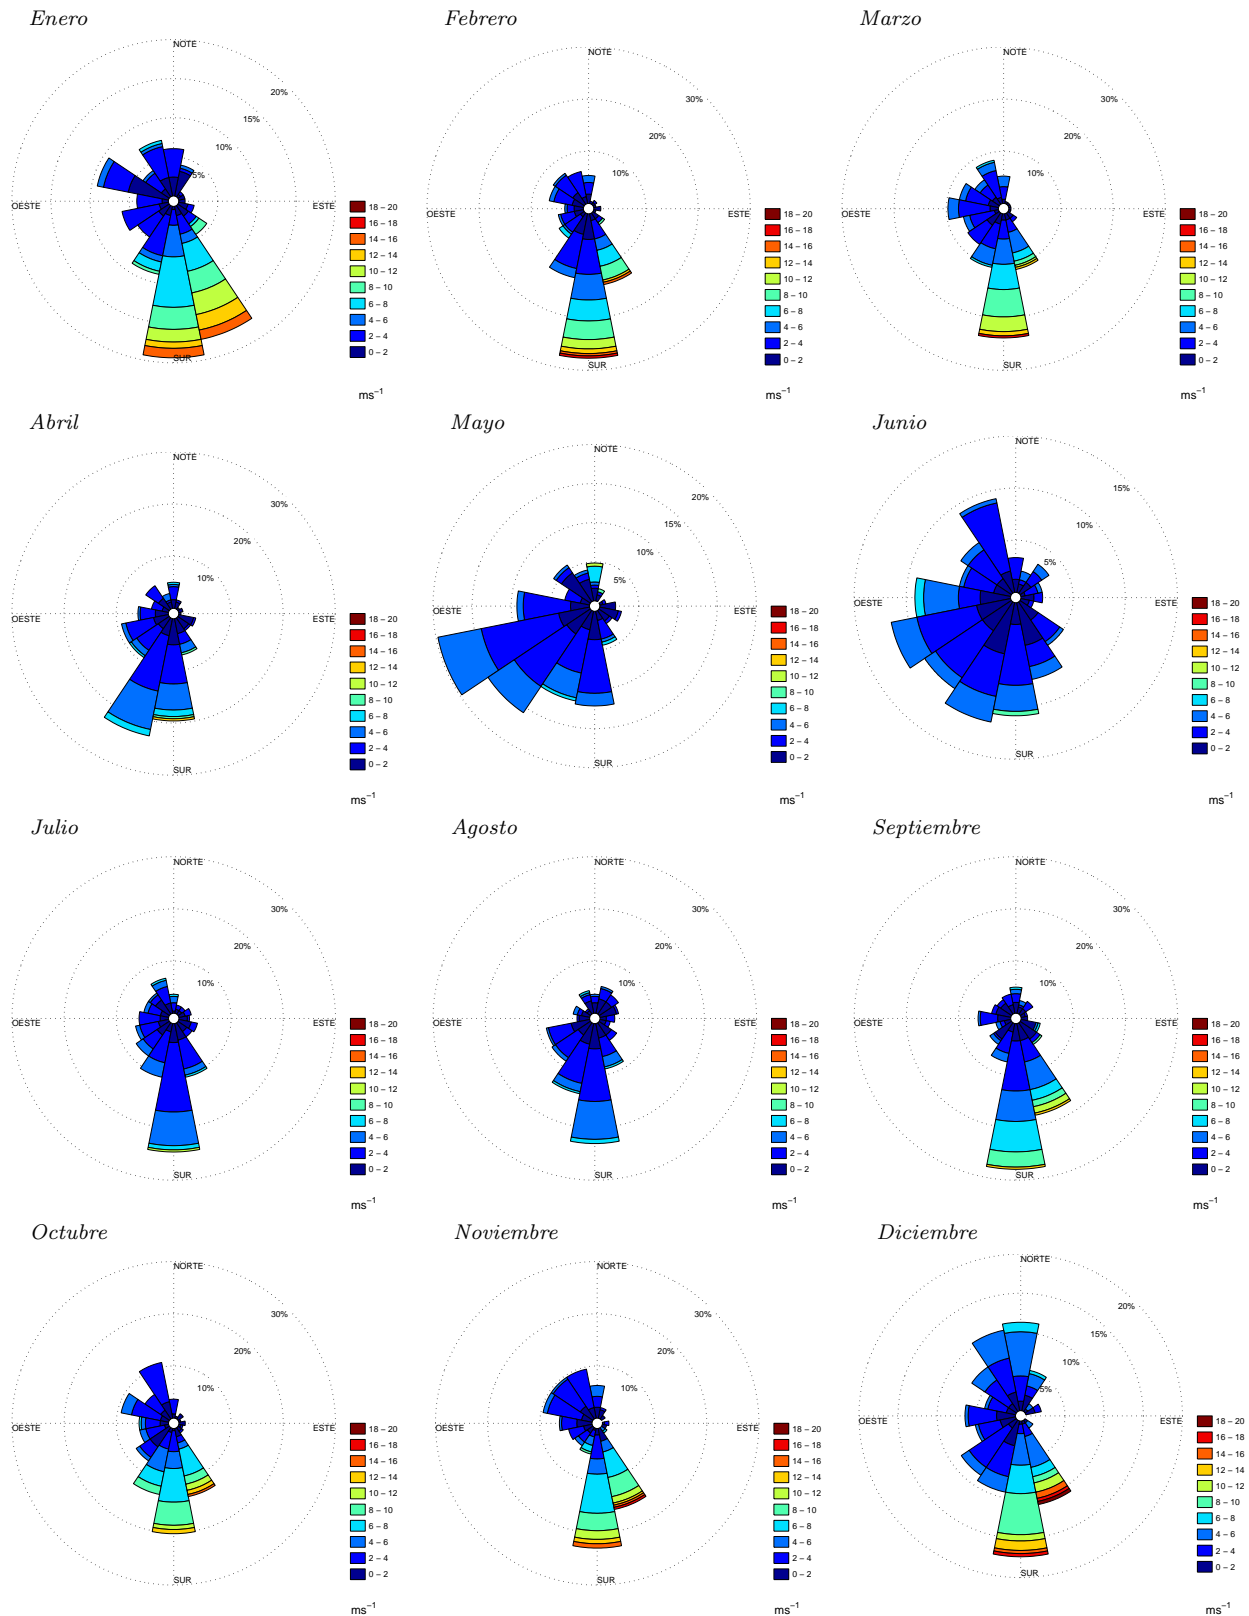 Enero
Febrero
Marzo
NOTE
20%
15%
10%
5%
OESTE
ESTE
SUR
18 – 20
16 – 18
14 – 16
12 – 14
10 – 12
8 – 10
6 – 8
4 – 6
2 – 4
0 – 2
ms−1
NOTE
30%
20%
10%
OESTE
ESTE
SUR
18 – 20
16 – 18
14 – 16
12 – 14
10 – 12
8 – 10
6 – 8
4 – 6
2 – 4
0 – 2
ms−1
NOTE
30%
20%
10%
OESTE
ESTE
SUR
18 – 20
16 – 18
14 – 16
12 – 14
10 – 12
8 – 10
6 – 8
4 – 6
2 – 4
0 – 2
ms−1
Abril
Mayo
Junio
NOTE
30%
20%
10%
OESTE
ESTE
SUR
18 – 20
16 – 18
14 – 16
12 – 14
10 – 12
8 – 10
6 – 8
4 – 6
2 – 4
0 – 2
ms−1
NOTE
20%
15%
10%
5%
OESTE
ESTE
SUR
18 – 20
16 – 18
14 – 16
12 – 14
10 – 12
8 – 10
6 – 8
4 – 6
2 – 4
0 – 2
ms−1
NOTE
15%
10%
5%
OESTE
ESTE
SUR
18 – 20
16 – 18
14 – 16
12 – 14
10 – 12
8 – 10
6 – 8
4 – 6
2 – 4
0 – 2
ms−1
Julio
Agosto
Septiembre
NORTE
30%
20%
10%
OESTE
ESTE
SUR
18 – 20
16 – 18
14 – 16
12 – 14
10 – 12
8 – 10
6 – 8
4 – 6
2 – 4
0 – 2
ms−1
NORTE
30%
20%
10%
OESTE
ESTE
SUR
18 – 20
16 – 18
14 – 16
12 – 14
10 – 12
8 – 10
6 – 8
4 – 6
2 – 4
0 – 2
ms−1
NORTE
30%
20%
10%
OESTE
ESTE
SUR
18 – 20
16 – 18
14 – 16
12 – 14
10 – 12
8 – 10
6 – 8
4 – 6
2 – 4
0 – 2
ms−1
Octubre
Noviembre
Diciembre
NORTE
30%
20%
10%
OESTE
ESTE
SUR
18 – 20
16 – 18
14 – 16
12 – 14
10 – 12
8 – 10
6 – 8
4 – 6
2 – 4
0 – 2
ms−1
NORTE
30%
20%
10%
OESTE
ESTE
SUR
18 – 20
16 – 18
14 – 16
12 – 14
10 – 12
8 – 10
6 – 8
4 – 6
2 – 4
0 – 2
ms−1
NORTE
20%
15%
10%
5%
OESTE
ESTE
SUR
18 – 20
16 – 18
14 – 16
12 – 14
10 – 12
8 – 10
6 – 8
4 – 6
2 – 4
0 – 2
ms−1